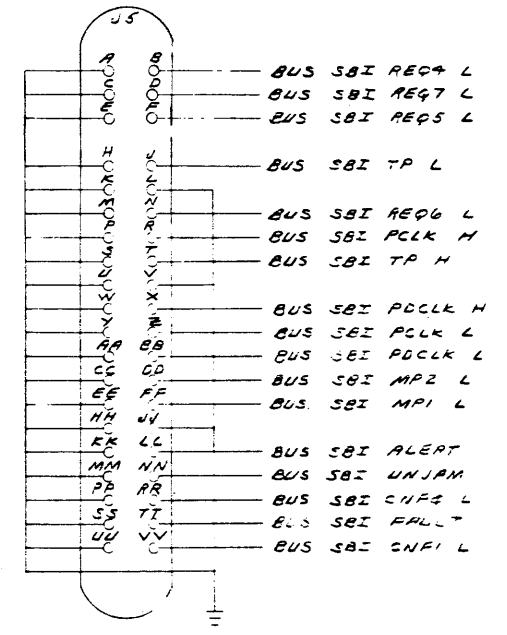 J5
A B BUS SBI REQ4 L
C D BUS SBI REQ7 L
E F BUS SBI REQ5 L
H J BUS SBI TP L
K L
M N BUS SBI REQ6 L
P R BUS SBI PCLK H
S T BUS SBI TP H
U V
W X BUS SBI PDCLK H
Y Z BUS SBI PCLK L
AA BB BUS SBI PDCLK L
CC DD BUS SBI MP2 L
EE FF BUS SBI MP1 L
HH JJ
KK LL BUS SBI ALERT
MM NN BUS SBI UNJAM
PP RR BUS SBI L
SS TT BUS SBI FAULT
UU VV BUS SBI CNF1 L